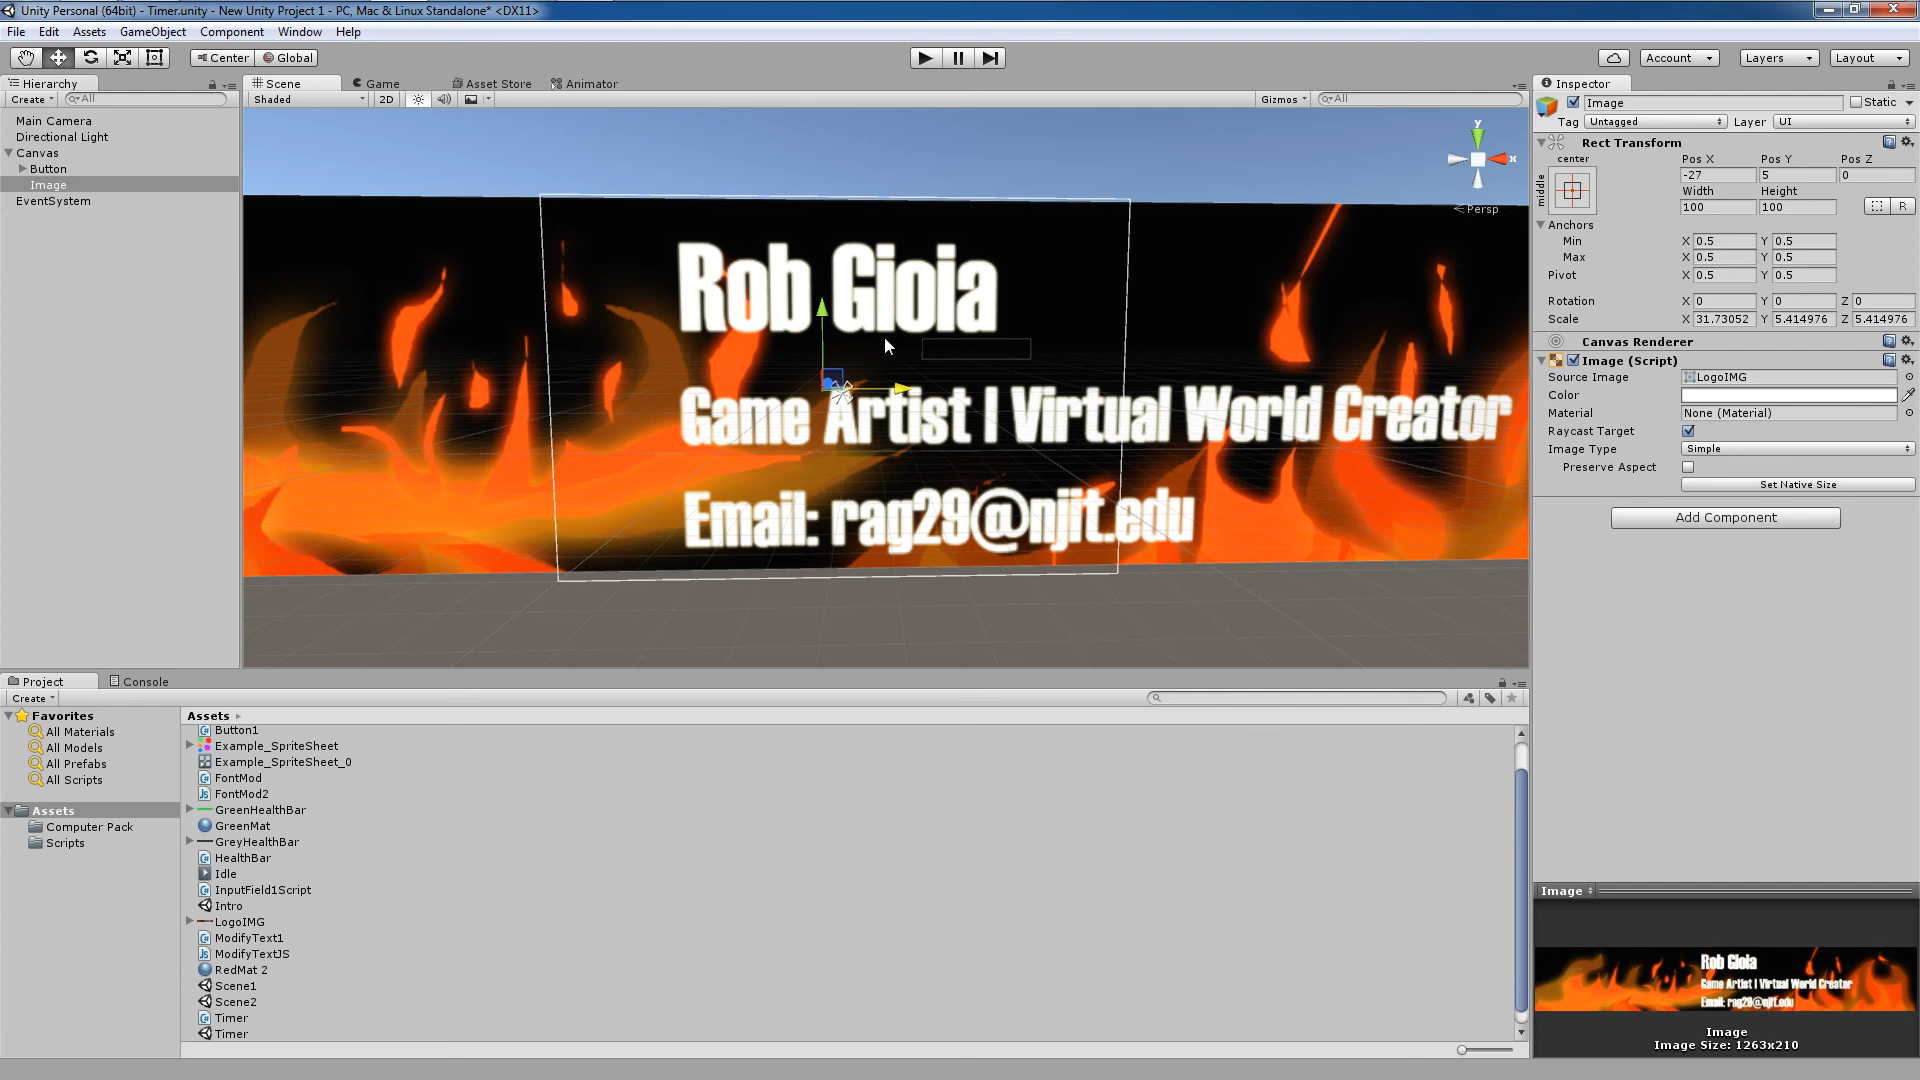 Unity Personal (64bit) - Timer.unity - New Unity Project 1 - PC, Mac & Linux Standalone* <DX11>
File Edit Assets GameObject Component Window Help
Center Global Account Layers Layout
Hierarchy
Create All
Main Camera
Directional Light
Canvas
Button
Image
EventSystem
Scene Game Asset Store Animator
Shaded 2D Gizmos All
y
x
Persp
Rob Gioia
Game Artist | Virtual World Creator
Email: rag29@njit.edu
Inspector
Image Static
Tag Untagged Layer UI
Rect Transform
center
middle
Pos X Pos Y Pos Z
-27 5 0
Width Height
100 100 R
Anchors
Min X 0.5 Y 0.5
Max X 0.5 Y 0.5
Pivot X 0.5 Y 0.5
Rotation X 0 Y 0 Z 0
Scale X 31.73052 Y 5.414976 Z 5.414976
Canvas Renderer
Image (Script)
Source Image LogoIMG
Color
Material None (Material)
Raycast Target
Image Type Simple
Preserve Aspect
Set Native Size
Add Component
Project Console
Create
Favorites
All Materials
All Models
All Prefabs
All Scripts
Assets
Computer Pack
Scripts
Assets
Button1
Example_SpriteSheet
Example_SpriteSheet_0
FontMod
FontMod2
GreenHealthBar
GreenMat
GreyHealthBar
HealthBar
Idle
InputField1Script
Intro
LogoIMG
ModifyText1
ModifyTextJS
RedMat 2
Scene1
Scene2
Timer
Timer
Image
Rob Gioia
Game Artist | Virtual World Creator
Email: rag29@njit.edu
Image
Image Size: 1263x210